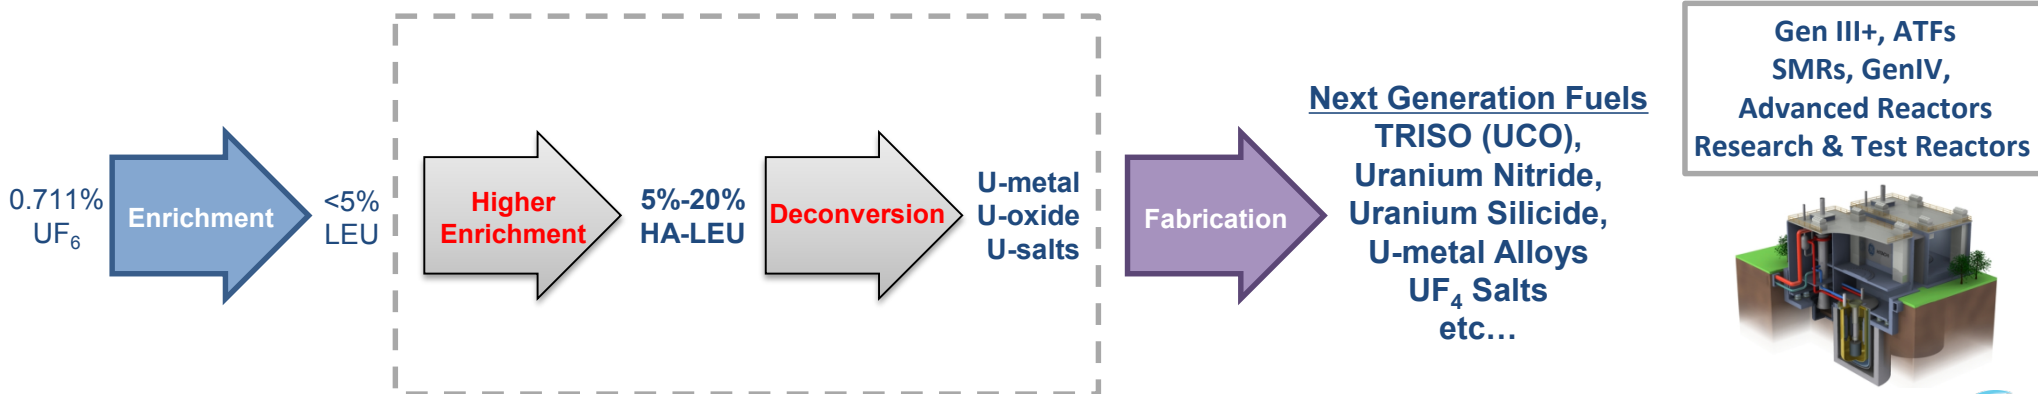 0.711%
UF₆
Enrichment
<5%
LEU
Higher
Enrichment
5%-20%
HA-LEU
Deconversion
U-metal
U-oxide
U-salts
Fabrication
Next Generation Fuels
TRISO (UCO),
Uranium Nitride,
Uranium Silicide,
U-metal Alloys
UF₄ Salts
etc…
Gen III+, ATFs
SMRs, GenIV,
Advanced Reactors
Research & Test Reactors